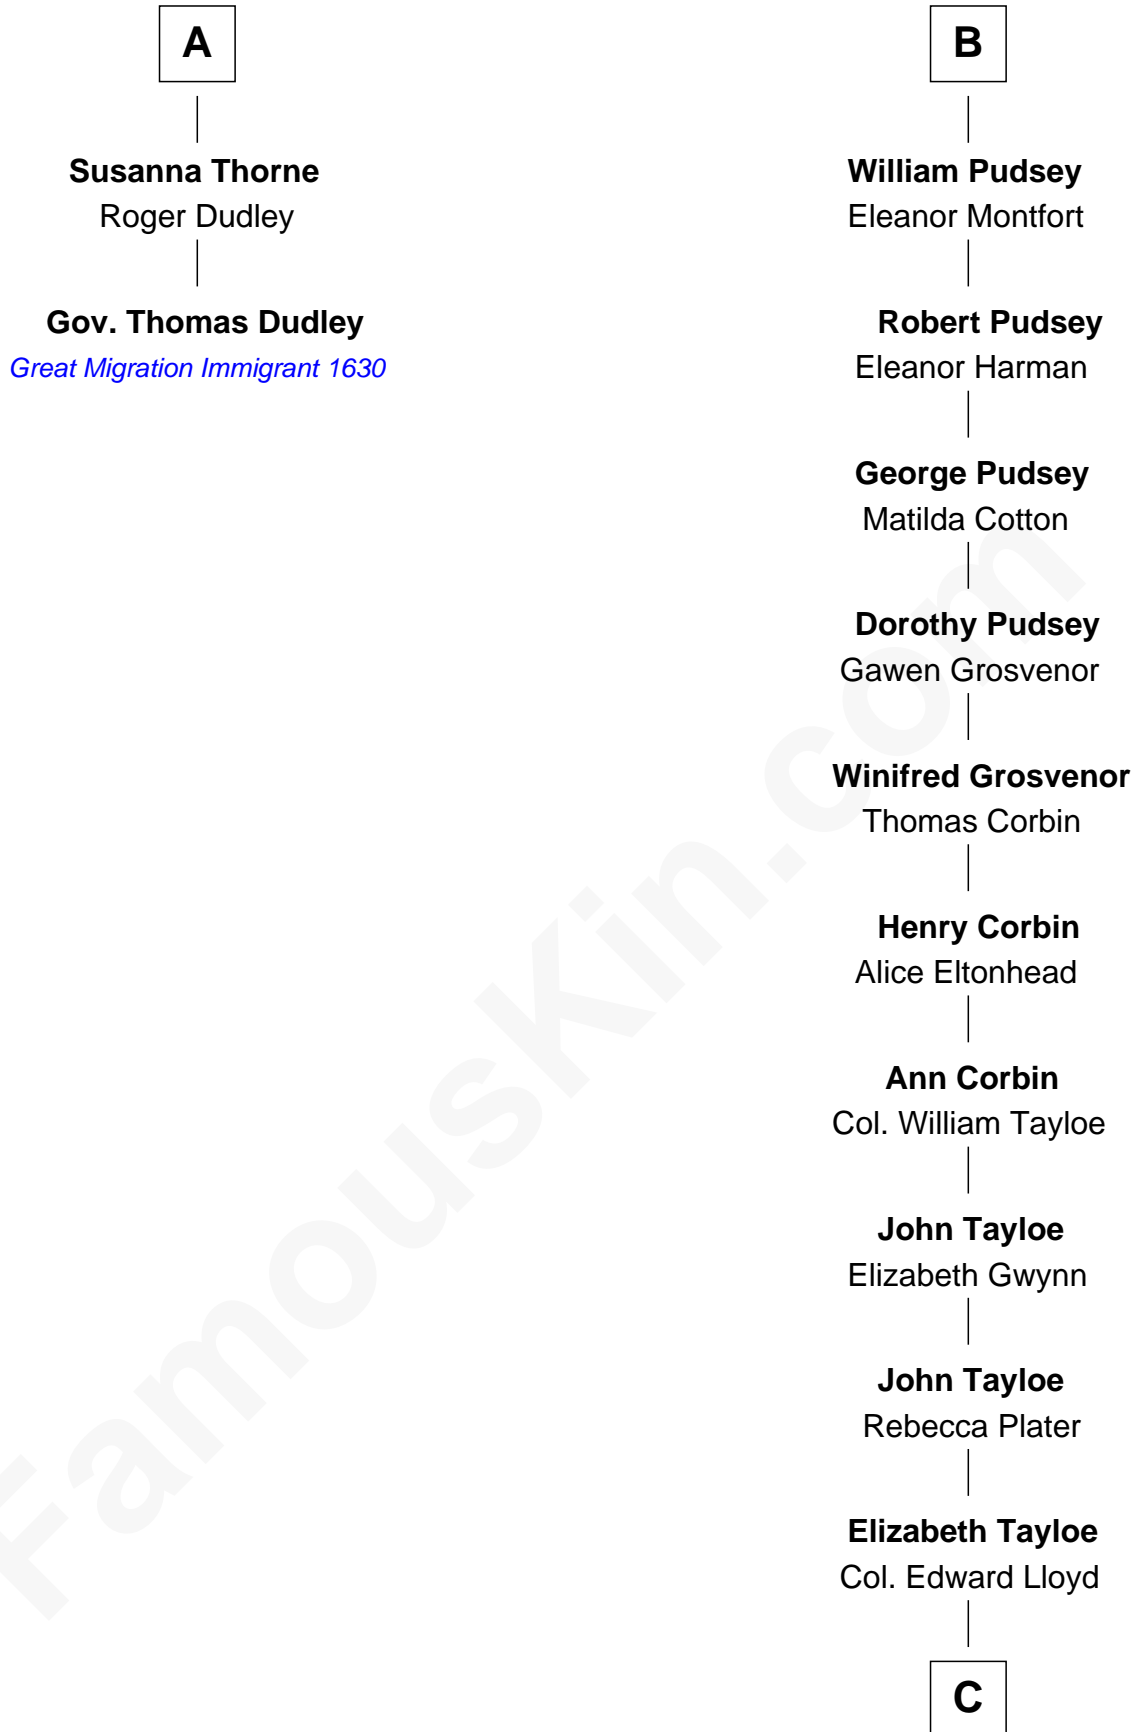 A
Susanna Thorne
Roger Dudley
Gov. Thomas Dudley
Great Migration Immigrant 1630
B
William Pudsey
Eleanor Montfort
Robert Pudsey
Eleanor Harman
George Pudsey
Matilda Cotton
Dorothy Pudsey
Gawen Grosvenor
Winifred Grosvenor
Thomas Corbin
Henry Corbin
Alice Eltonhead
Ann Corbin
Col. William Tayloe
John Tayloe
Elizabeth Gwynn
John Tayloe
Rebecca Plater
Elizabeth Tayloe
Col. Edward Lloyd
C
FamousKin.com